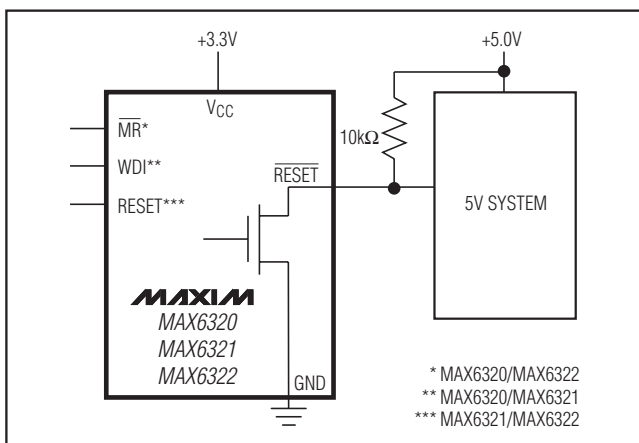 +3.3V
+5.0V
VCC
MR*
WDI**
RESET***
RESET
10kΩ
5V SYSTEM
MAXIM
MAX6320
MAX6321
MAX6322
GND
* MAX6320/MAX6322
** MAX6320/MAX6321
*** MAX6321/MAX6322